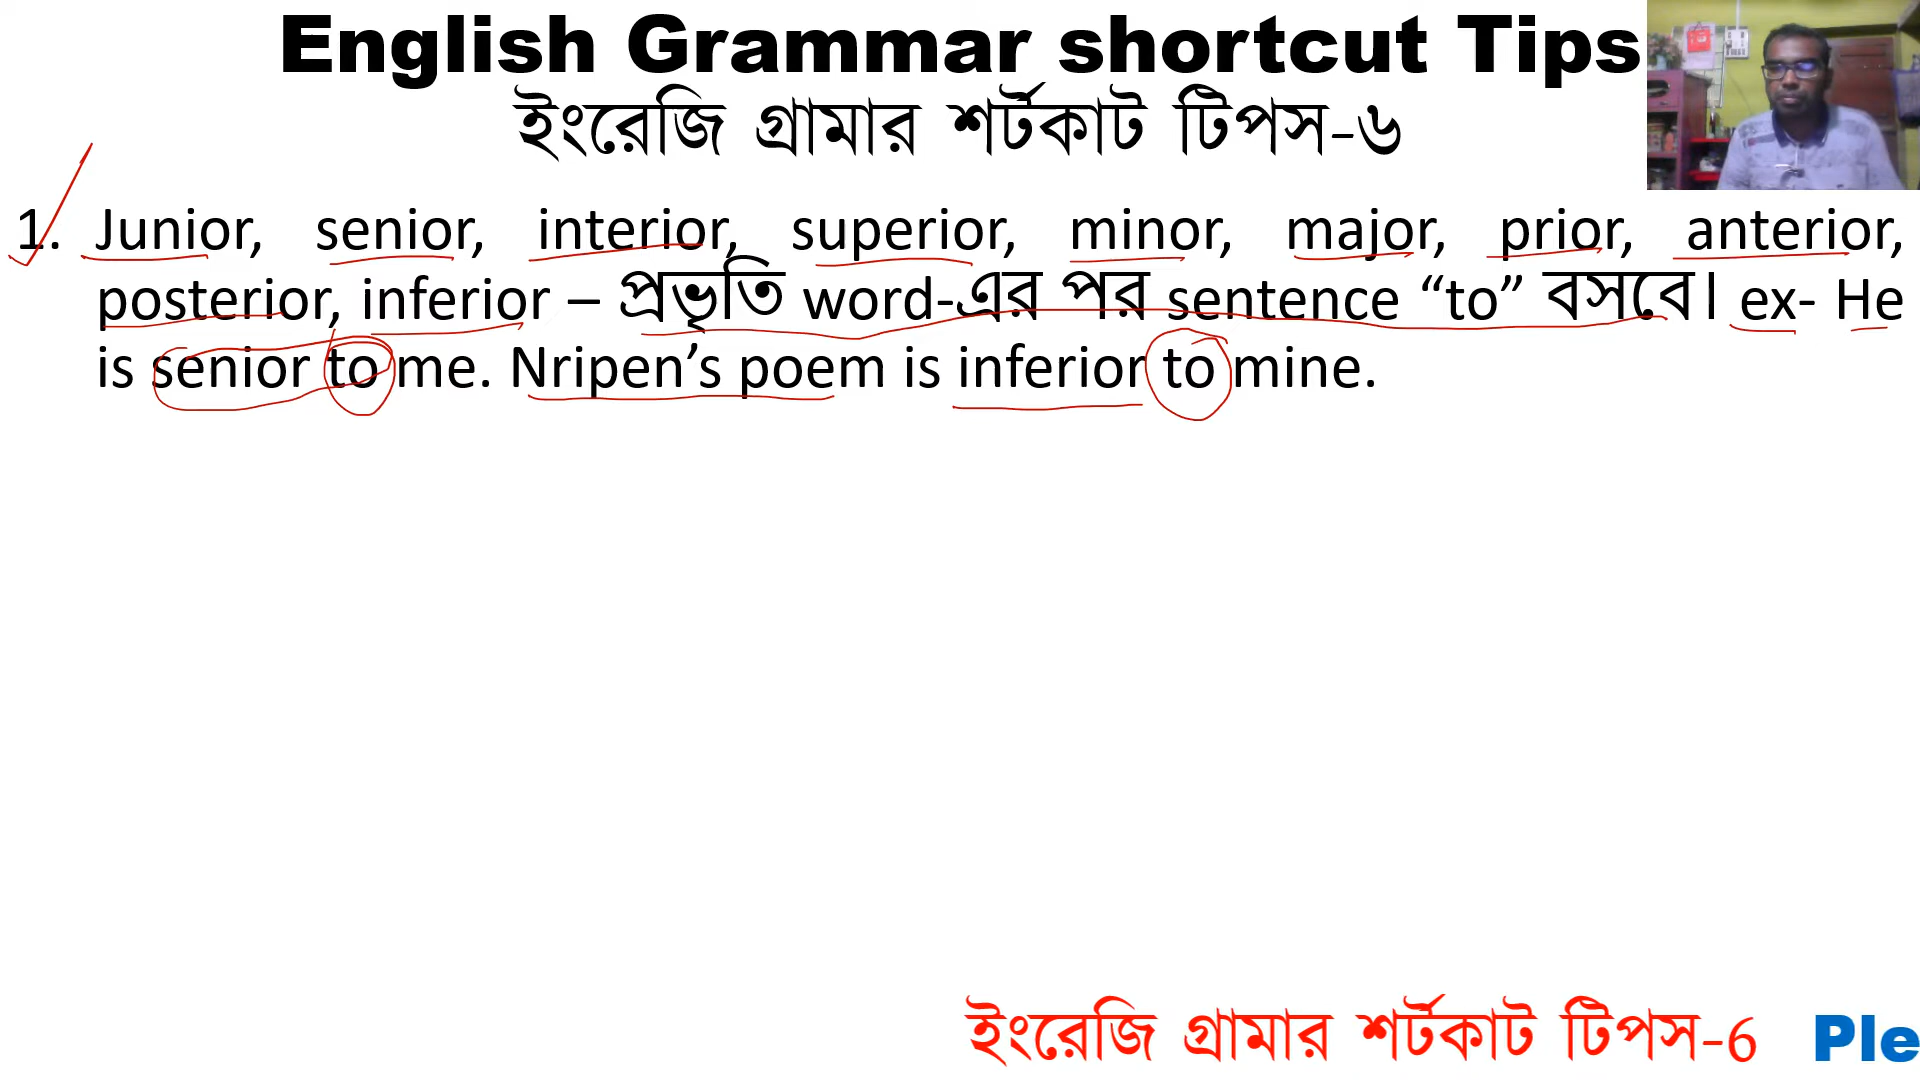 English Grammar shortcut Tips
ইংরেজি গ্রামার শর্টকাট টিপস-৬
1. Junior, senior, interior, superior, minor, major, prior, anterior,
posterior, inferior – প্রভৃতি word-এর পর sentence “to” বসবে। ex- He
is senior to me. Nripen’s poem is inferior to mine.
ইংরেজি গ্রামার শর্টকাট টিপস-6 Ple